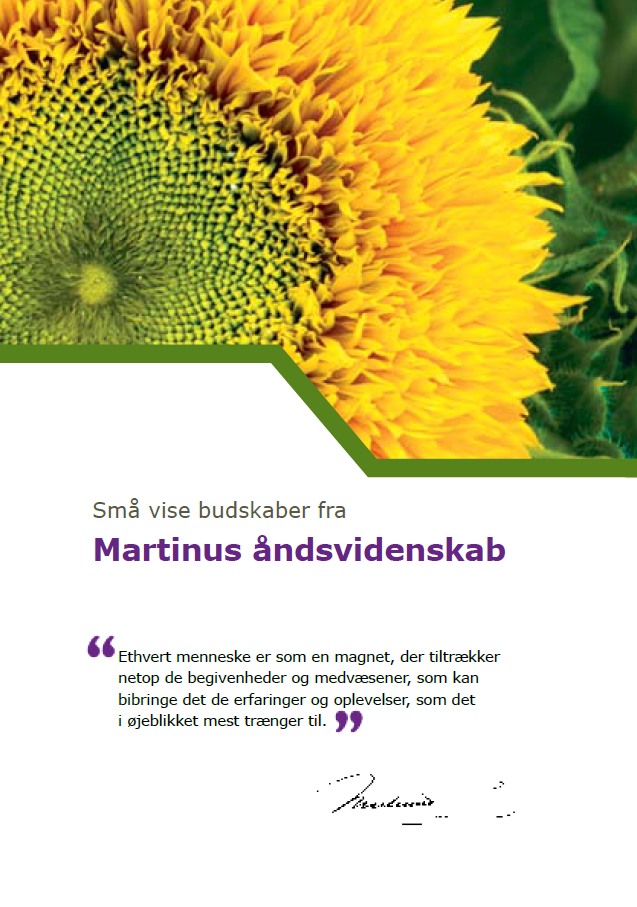 Små vise budskaber fra
Martinus åndsvidenskab
“Ethvert menneske er som en magnet, der tiltrækker
netop de begivenheder og medvæsener, som kan
bibringe det de erfaringer og oplevelser, som det
i øjeblikket mest trænger til.”